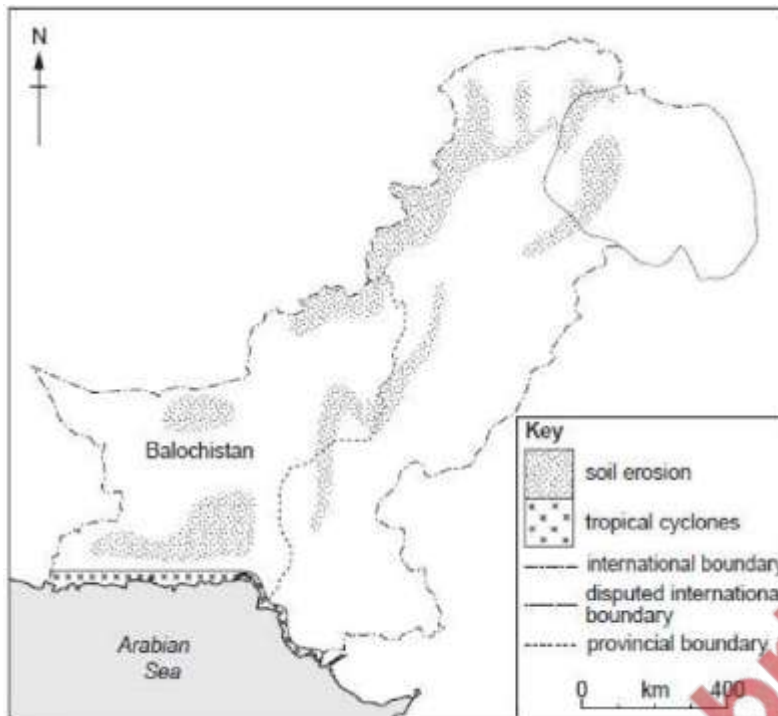 N
Balochistan
Arabian
Sea
Key
soil erosion
tropical cyclones
international boundary
disputed international
boundary
provincial boundary
0 km 400